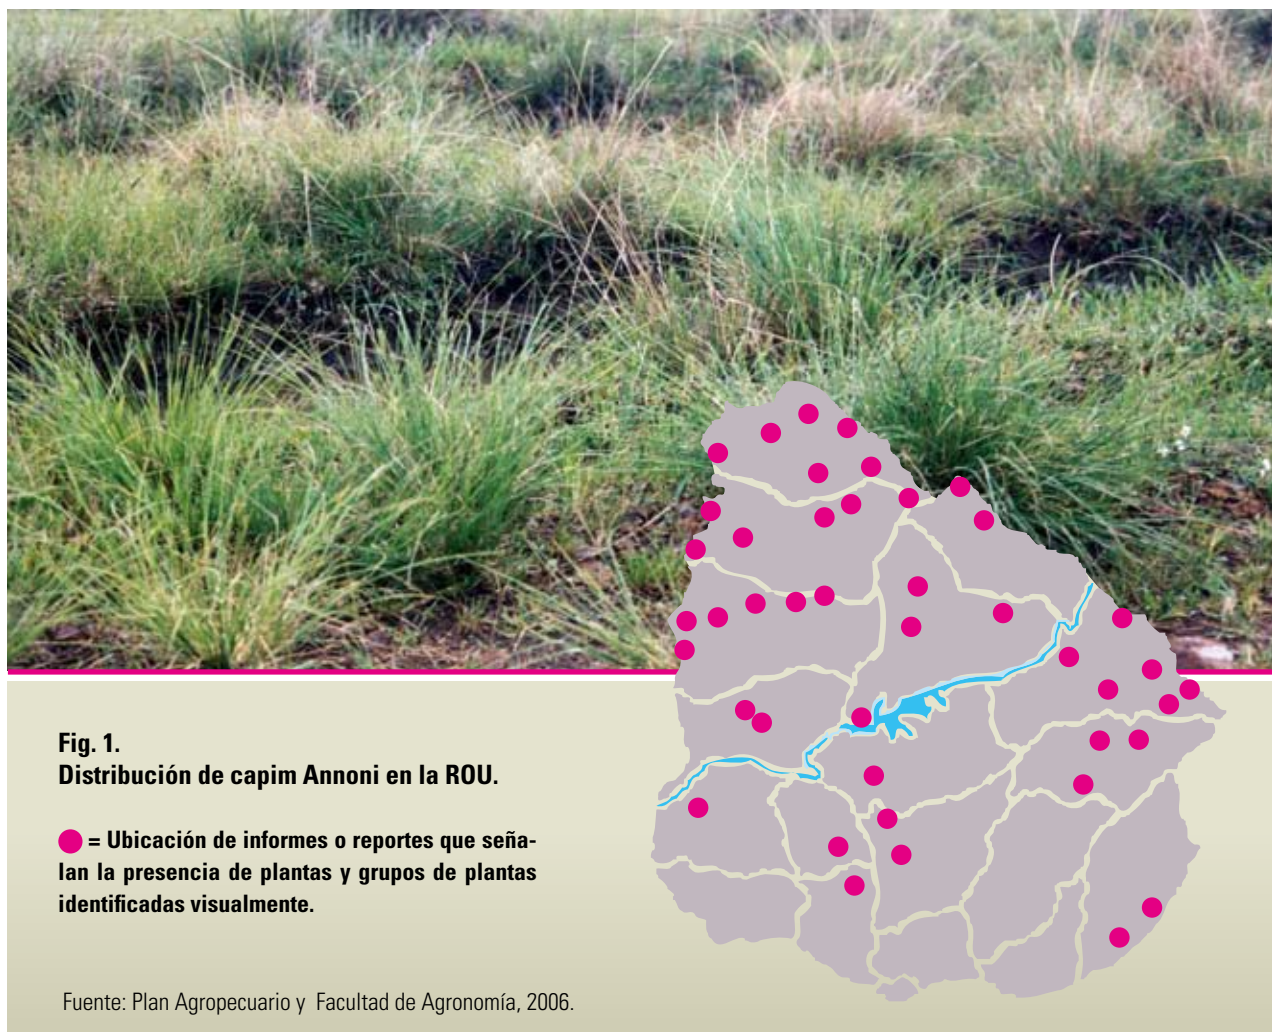 Fig. 1.
Distribución de capim Annoni en la ROU.
= Ubicación de informes o reportes que seña-
lan la presencia de plantas y grupos de plantas
identificadas visualmente.
Fuente: Plan Agropecuario y Facultad de Agronomía, 2006.